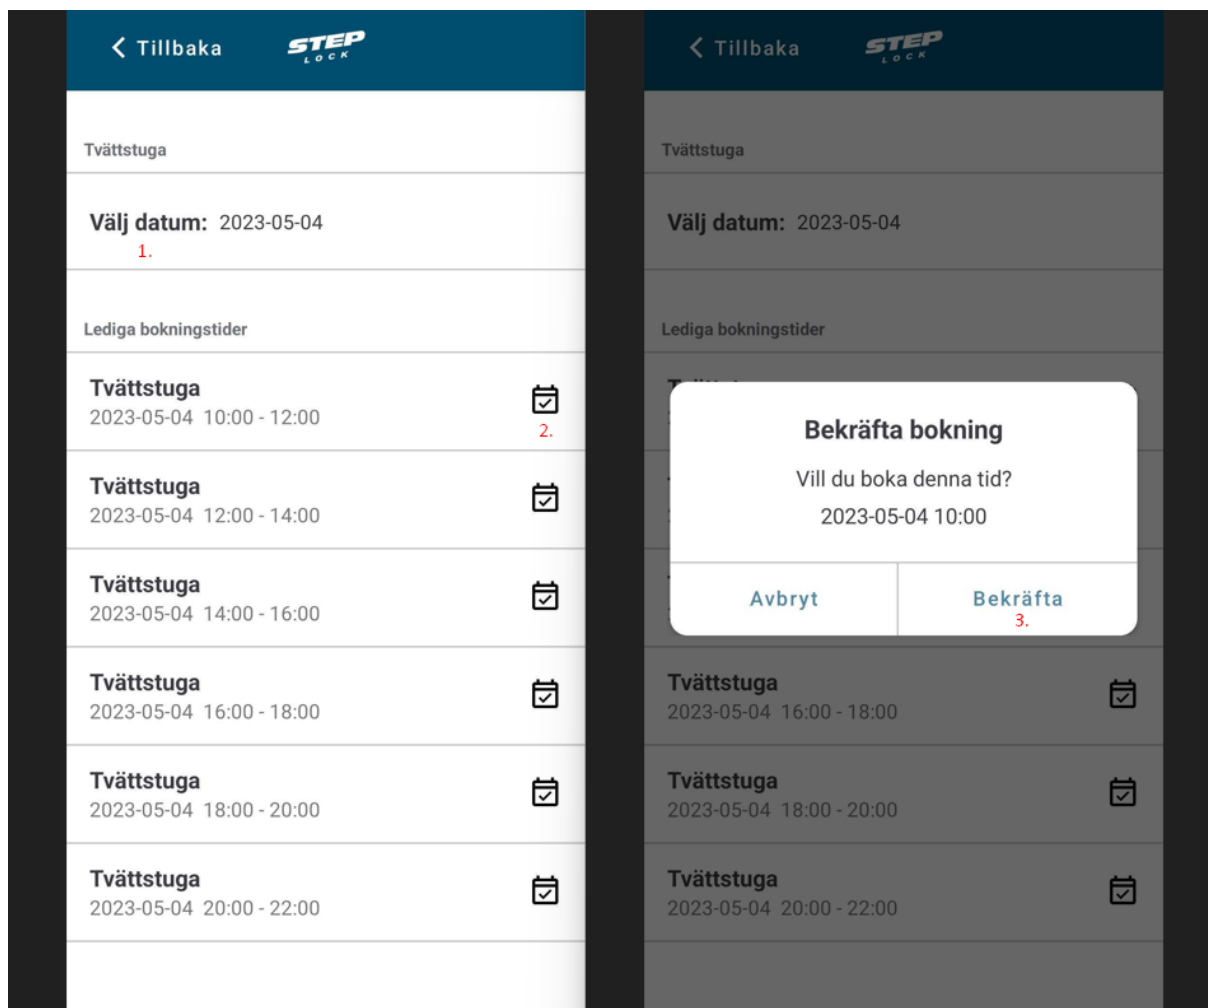 Tillbaka
STEP
LOCK
Tvättstuga
Välj datum: 2023-05-04
1.
Lediga bokningstider
Tvättstuga
2023-05-04 10:00 - 12:00
2.
Tvättstuga
2023-05-04 12:00 - 14:00
Tvättstuga
2023-05-04 14:00 - 16:00
Tvättstuga
2023-05-04 16:00 - 18:00
Tvättstuga
2023-05-04 18:00 - 20:00
Tvättstuga
2023-05-04 20:00 - 22:00
Tillbaka
STEP
LOCK
Tvättstuga
Välj datum: 2023-05-04
Lediga bokningstider
Bekräfta bokning
Vill du boka denna tid?
2023-05-04 10:00
Avbryt
Bekräfta
3.
Tvättstuga
2023-05-04 16:00 - 18:00
Tvättstuga
2023-05-04 18:00 - 20:00
Tvättstuga
2023-05-04 20:00 - 22:00